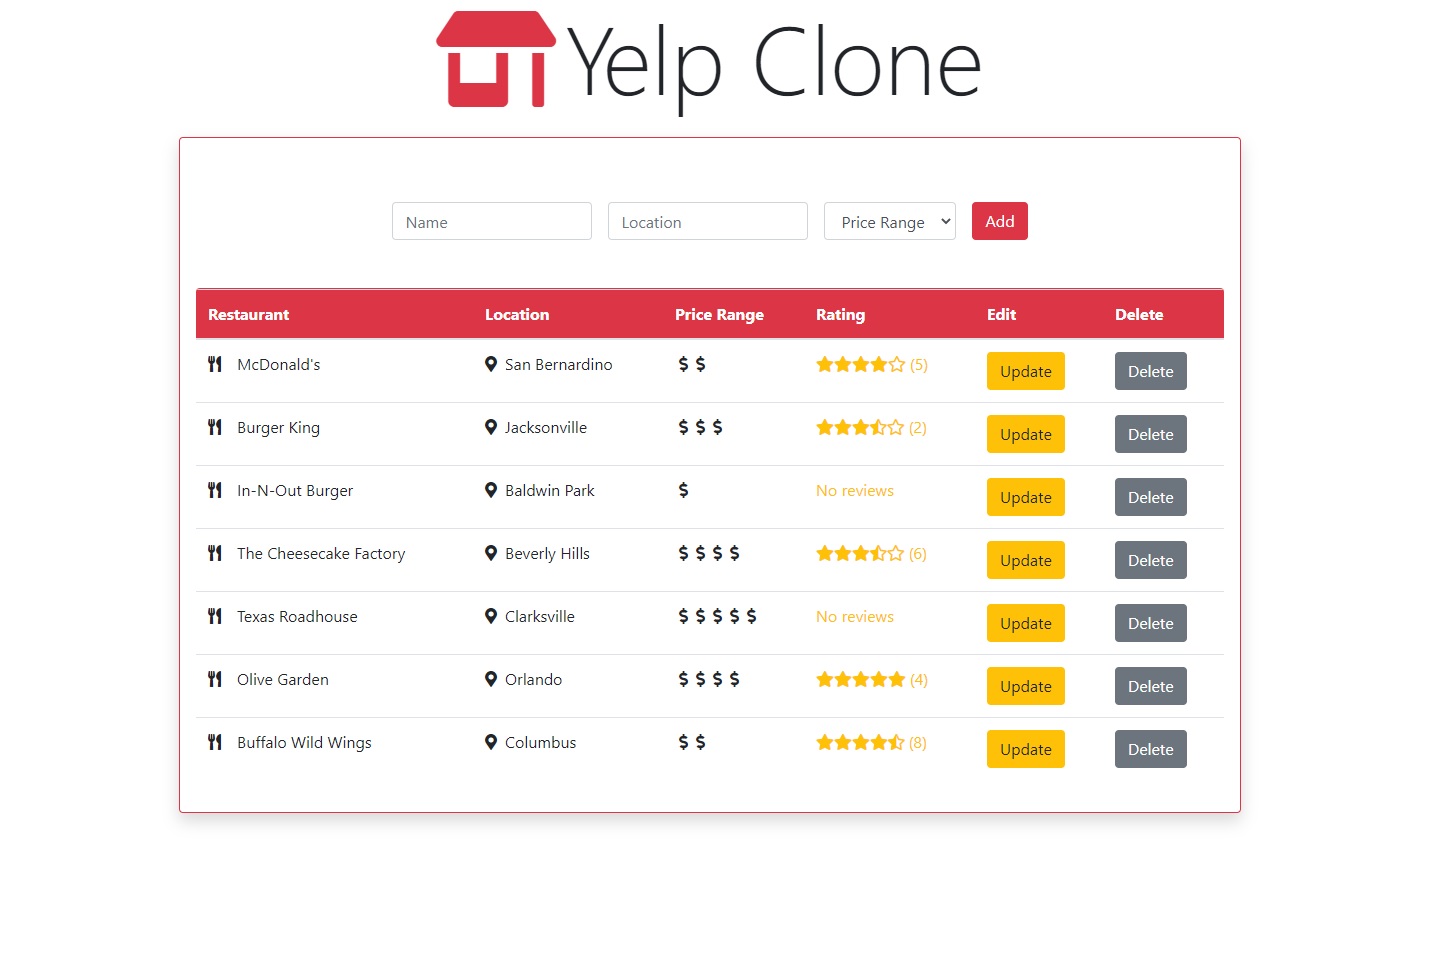 Yelp Clone
Name Location Price Range Add
Restaurant Location Price Range Rating Edit Delete
McDonald's San Bernardino $ $ (5) Update Delete
Burger King Jacksonville $ $ $ (2) Update Delete
In-N-Out Burger Baldwin Park $ No reviews Update Delete
The Cheesecake Factory Beverly Hills $ $ $ $ (6) Update Delete
Texas Roadhouse Clarksville $ $ $ $ $ No reviews Update Delete
Olive Garden Orlando $ $ $ $ (4) Update Delete
Buffalo Wild Wings Columbus $ $ (8) Update Delete